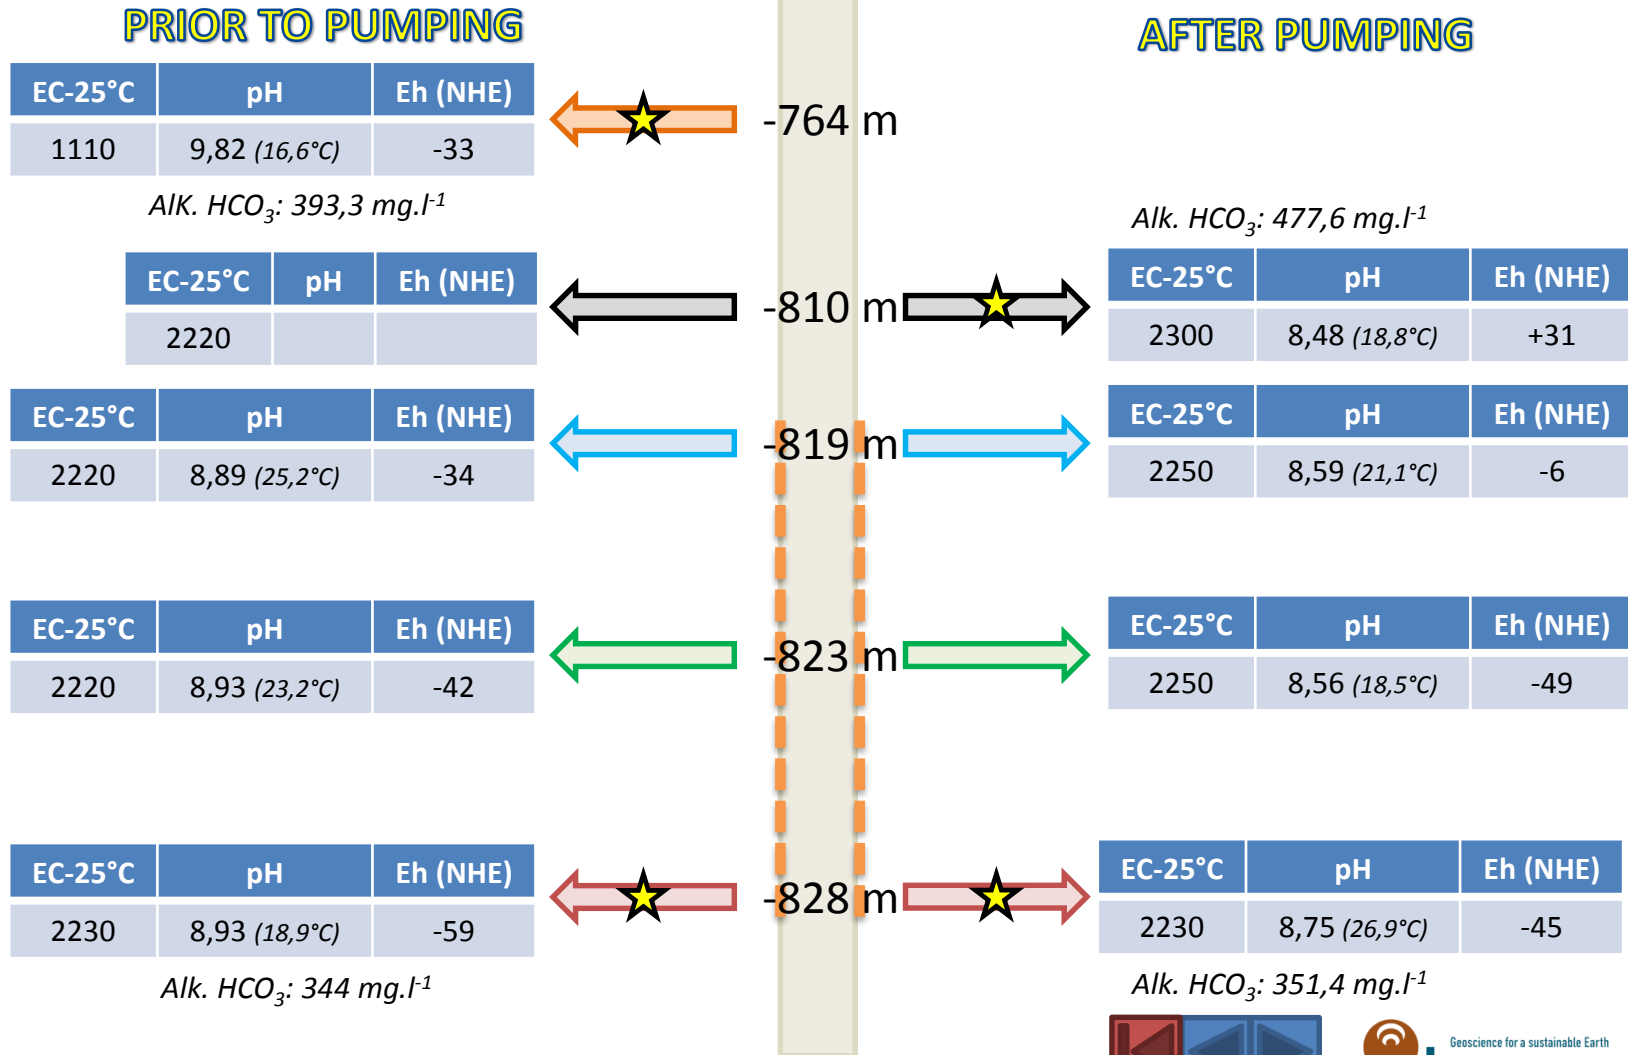 PRIOR TO PUMPING
AFTER PUMPING
EC-25°C pH Eh (NHE)
1110 9,82 (16,6°C) -33
AlK. HCO3: 393,3 mg.l-1
-764 m
Alk. HCO3: 477,6 mg.l-1
EC-25°C pH Eh (NHE)
2220
-810 m
EC-25°C pH Eh (NHE)
2300 8,48 (18,8°C) +31
EC-25°C pH Eh (NHE)
2220 8,89 (25,2°C) -34
-819 m
EC-25°C pH Eh (NHE)
2250 8,59 (21,1°C) -6
EC-25°C pH Eh (NHE)
2220 8,93 (23,2°C) -42
-823 m
EC-25°C pH Eh (NHE)
2250 8,56 (18,5°C) -49
EC-25°C pH Eh (NHE)
2230 8,93 (18,9°C) -59
Alk. HCO3: 344 mg.l-1
-828 m
EC-25°C pH Eh (NHE)
2230 8,75 (26,9°C) -45
Alk. HCO3: 351,4 mg.l-1
Geoscience for a sustainable Earth